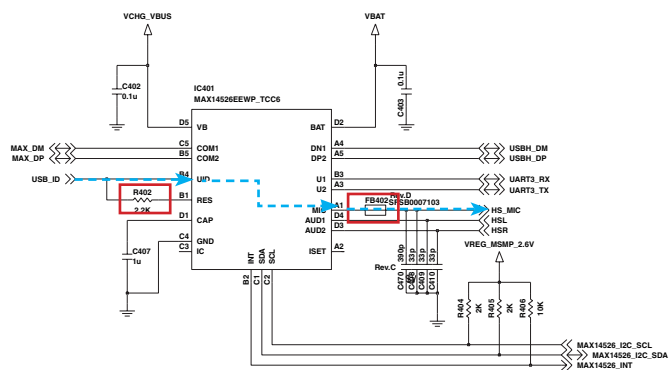 VCHG_VBUS
VBAT
C402
0.1u
IC401
MAX14526EEWP_TCC6
0.1u
C403
D5
VB
BAT
D2
MAX_DM
C5
COM1
DN1
A4
USBH_DM
MAX_DP
B5
COM2
DP2
A5
USBH_DP
USB_ID
B4
UID
U1
B3
UART3_RX
R402
2.2K
B1
RES
U2
A3
UART3_TX
FB402
Rev.D
SFSB0007103
MIC
A1
HS_MIC
D1
CAP
AUD1
D4
HSL
AUD2
D3
HSR
C407
1u
C4
GND
C3
IC
ISET
A2
VREG_MSMP_2.6V
INT
SDA
SCL
B2
C1
C2
Rev.C
390p
33p
33p
33p
C470
C408
C409
C410
R404
2K
R405
2K
R406
10K
MAX14526_I2C_SCL
MAX14526_I2C_SDA
MAX14526_INT